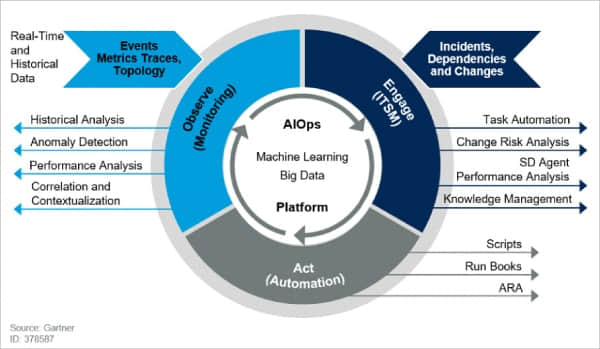 Real-Time
and
Historical
Data
Events
Metrics Traces,
Topology
Incidents,
Dependencies
and Changes
Observe
(Monitoring)
Engage
(ITSM)
Historical Analysis
Anomaly Detection
Performance Analysis
Correlation and
Contextualization
AIOps
Machine Learning
Big Data
Platform
Task Automation
Change Risk Analysis
SD Agent
Performance Analysis
Knowledge Management
Act
(Automation)
Scripts
Run Books
ARA
Source: Gartner
ID: 378587